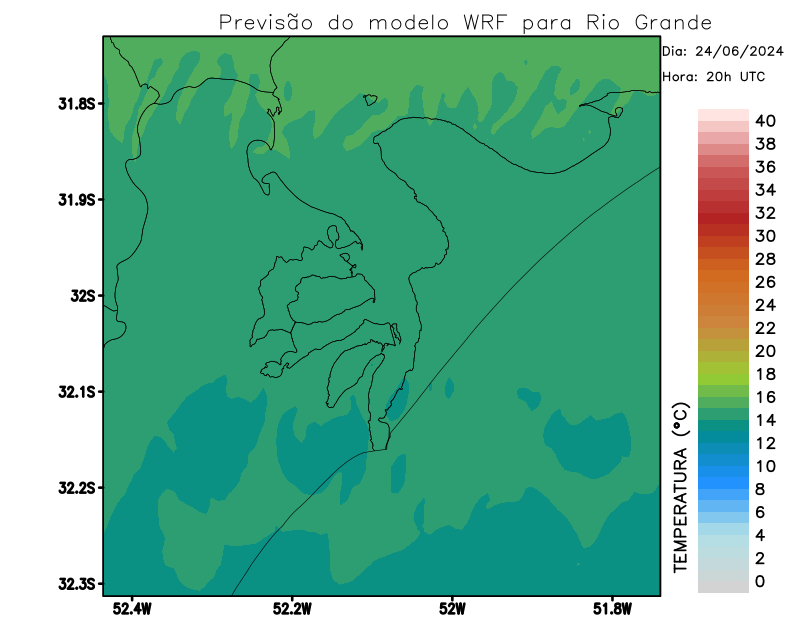 Previsão do modelo WRF para Rio Grande
Dia: 24/06/2024
Hora: 20h UTC
31.8S
31.9S
32S
32.1S
32.2S
32.3S
52.4W
52.2W
52W
51.8W
TEMPERATURA (°C)
40
38
36
34
32
30
28
26
24
22
20
18
16
14
12
10
8
6
4
2
0